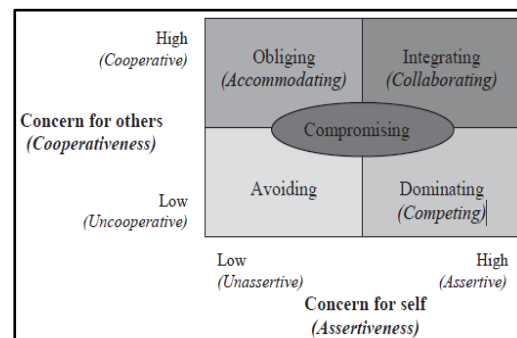 High
(Cooperative)
Obliging
(Accommodating)
Integrating
(Collaborating)
Concern for others
(Cooperativeness)
Compromising
Low
(Uncooperative)
Avoiding
Dominating
(Competing)
Low
(Unassertive)
High
(Assertive)
Concern for self
(Assertiveness)